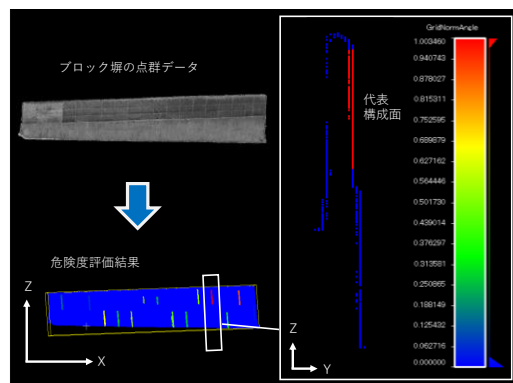 ブロック塀の点群データ
危険度評価結果
Z
X
代表
構成面
Z
Y
GridNormAngle
1.003460
0.940743
0.878027
0.815311
0.752595
0.689879
0.627162
0.564446
0.501730
0.439014
0.376297
0.313581
0.250865
0.188149
0.125432
0.062716
0.000000